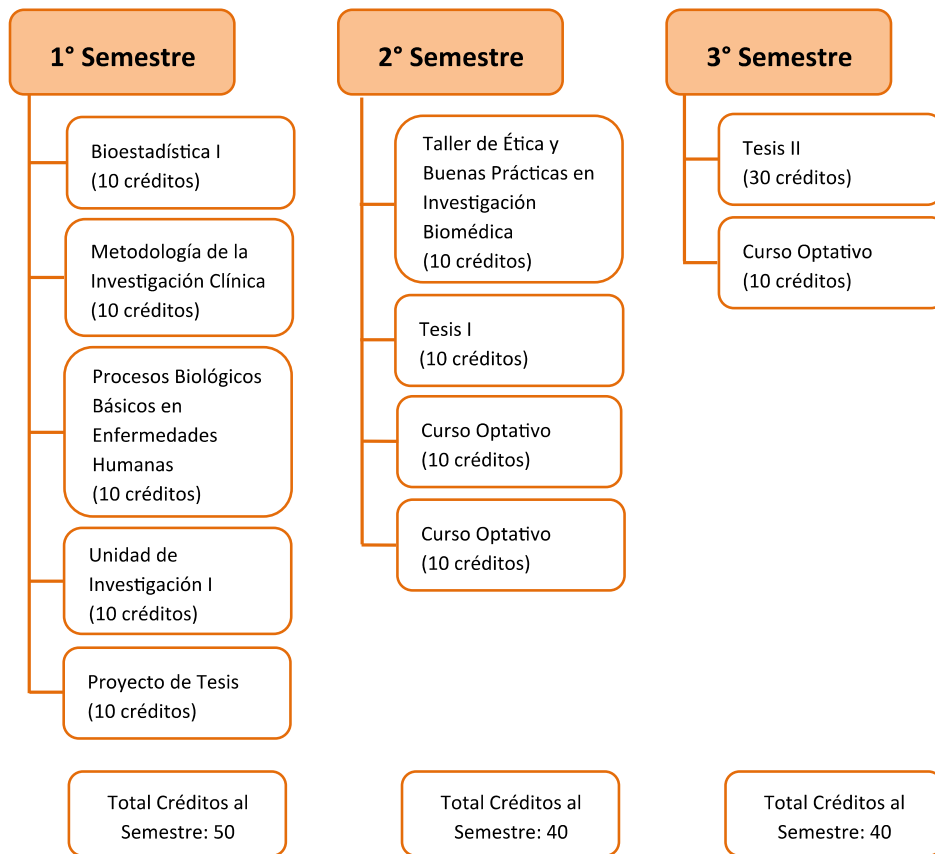 1° Semestre
Bioestadística I
(10 créditos)
Metodología de la
Investigación Clínica
(10 créditos)
Procesos Biológicos
Básicos en
Enfermedades
Humanas
(10 créditos)
Unidad de
Investigación I
(10 créditos)
Proyecto de Tesis
(10 créditos)
Total Créditos al
Semestre: 50
2° Semestre
Taller de Ética y
Buenas Prácticas en
Investigación
Biomédica
(10 créditos)
Tesis I
(10 créditos)
Curso Optativo
(10 créditos)
Curso Optativo
(10 créditos)
Total Créditos al
Semestre: 40
3° Semestre
Tesis II
(30 créditos)
Curso Optativo
(10 créditos)
Total Créditos al
Semestre: 40